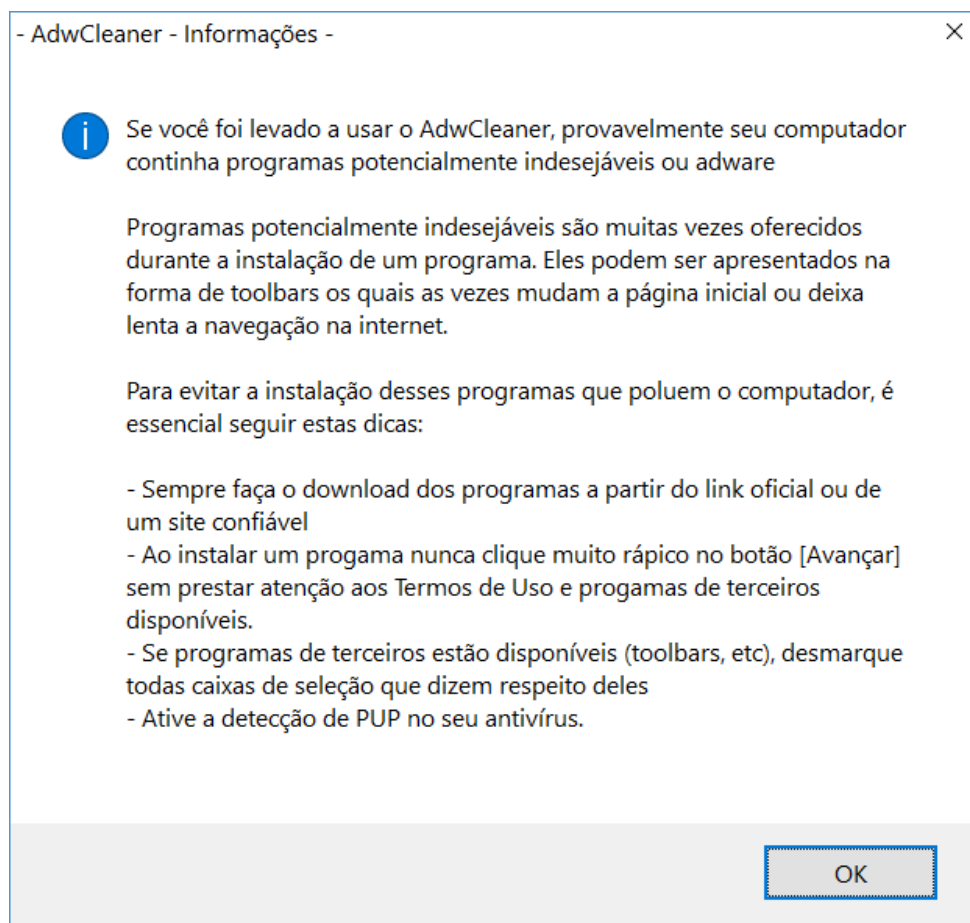 - AdwCleaner - Informações -
Se você foi levado a usar o AdwCleaner, provavelmente seu computador
continha programas potencialmente indesejáveis ou adware
Programas potencialmente indesejáveis são muitas vezes oferecidos
durante a instalação de um programa. Eles podem ser apresentados na
forma de toolbars os quais as vezes mudam a página inicial ou deixa
lenta a navegação na internet.
Para evitar a instalação desses programas que poluem o computador, é
essencial seguir estas dicas:
- Sempre faça o download dos programas a partir do link oficial ou de
um site confiável
- Ao instalar um progama nunca clique muito rápico no botão [Avançar]
sem prestar atenção aos Termos de Uso e progamas de terceiros
disponíveis.
- Se programas de terceiros estão disponíveis (toolbars, etc), desmarque
todas caixas de seleção que dizem respeito deles
- Ative a detecção de PUP no seu antivírus.
OK